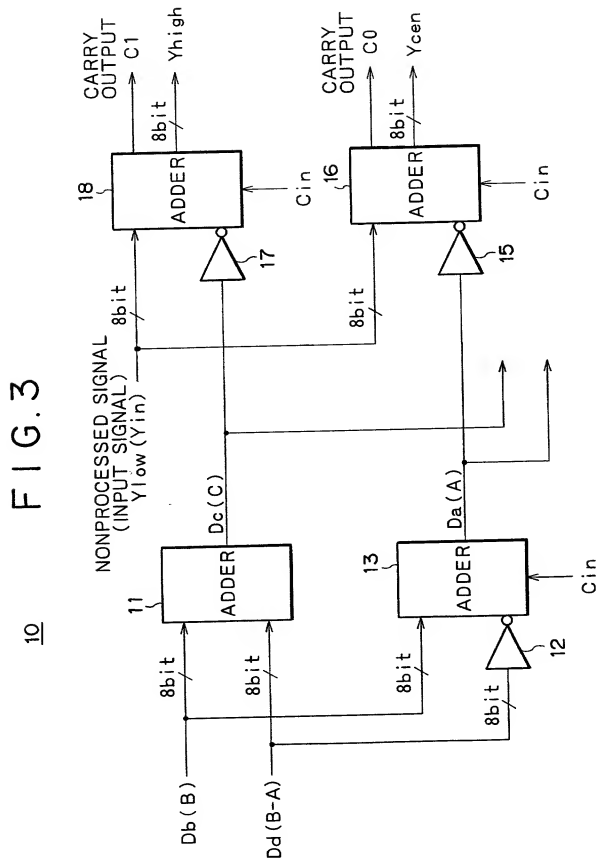 FIG.3
10
NONPROCESSED SIGNAL
(INPUT SIGNAL)
Ylow(Yin)
8bit
8bit
18
ADDER
17
Cin
CARRY
OUTPUT
C1
8bit
Yhigh
16
ADDER
15
Cin
CARRY
OUTPUT
C0
8bit
Ycen
Db(B)
Dd(B-A)
8bit
8bit
11
ADDER
Dc(C)
8bit
8bit
12
13
ADDER
Cin
Da(A)